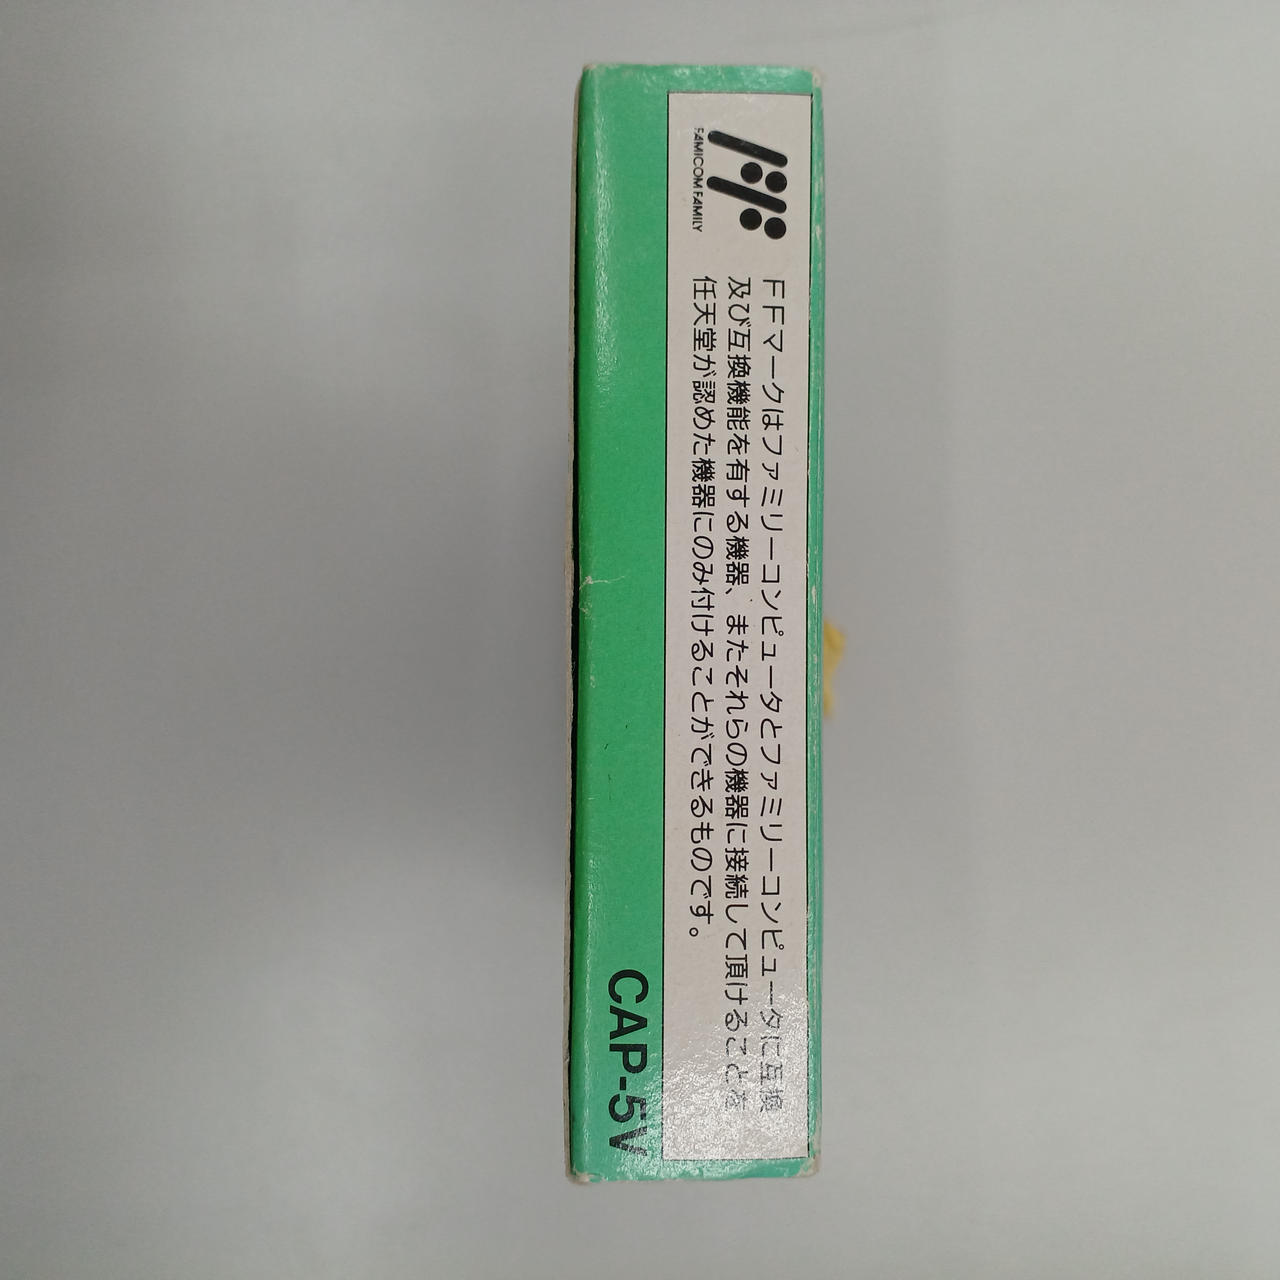 FAMICOM FAMILY
FFマークはファミリーコンピュータとファミリーコンピュータに互換
及び互換機能を有する機器、またそれらの機器に接続して頂けることを
任天堂が認めた機器にのみ付けることができるものです。
CAP-5V